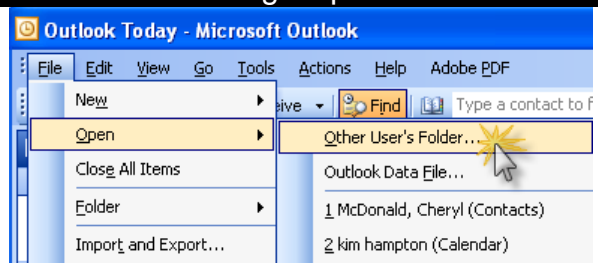 Outlook Today - Microsoft Outlook
File Edit View Go Tools Actions Help Adobe PDF
New
eive
Find
Type a contact to f
Open
Other User's Folder...
Close All Items
Outlook Data File...
Folder
1 McDonald, Cheryl (Contacts)
Import and Export...
2 kim hampton (Calendar)